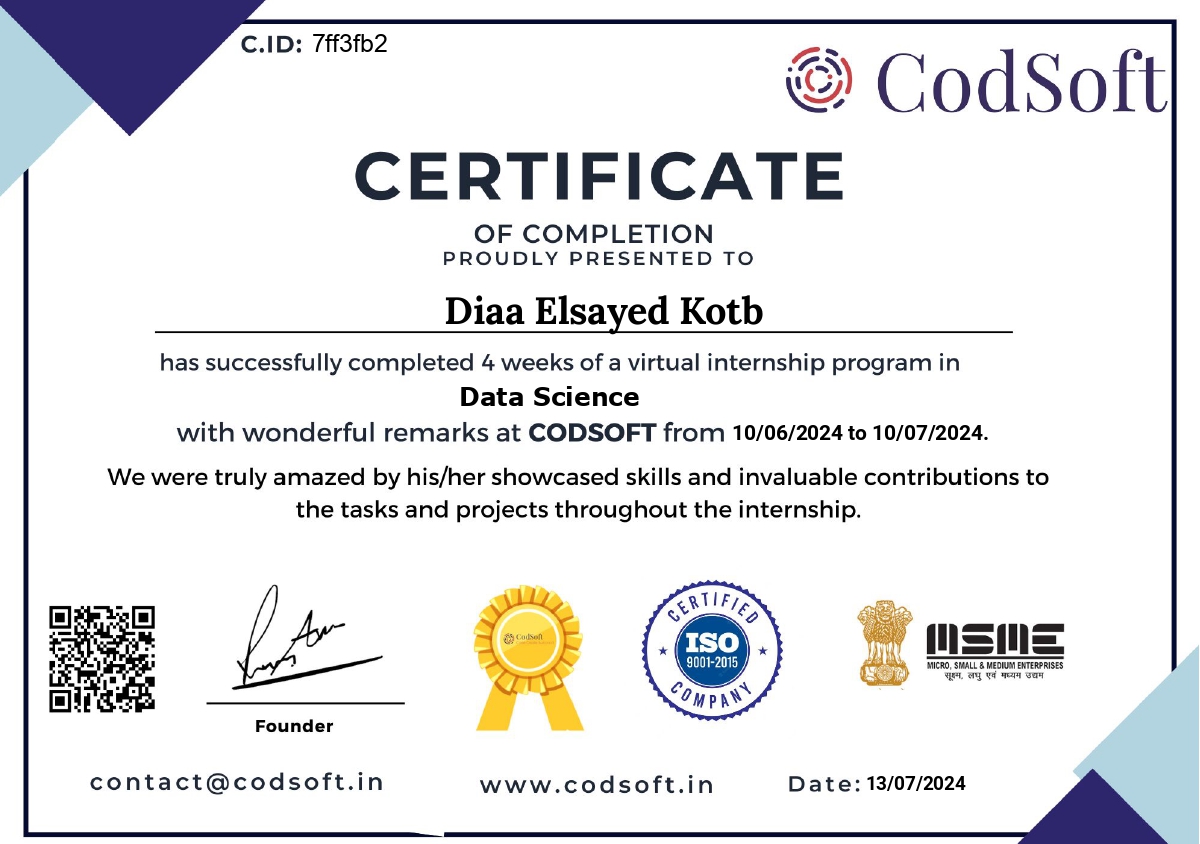 C.ID: 7ff3fb2
CodSoft
CERTIFICATE
OF COMPLETION
PROUDLY PRESENTED TO
Diaa Elsayed Kotb
has successfully completed 4 weeks of a virtual internship program in
Data Science
with wonderful remarks at CODSOFT from 10/06/2024 to 10/07/2024.
We were truly amazed by his/her showcased skills and invaluable contributions to
the tasks and projects throughout the internship.
Founder
CodSoft
CERTIFIED
ISO
9001-2015
COMPANY
MSME
MICRO, SMALL & MEDIUM ENTERPRISES
सूक्ष्म, लघु एवं मध्यम उद्यम
contact@codsoft.in
www.codsoft.in
Date: 13/07/2024